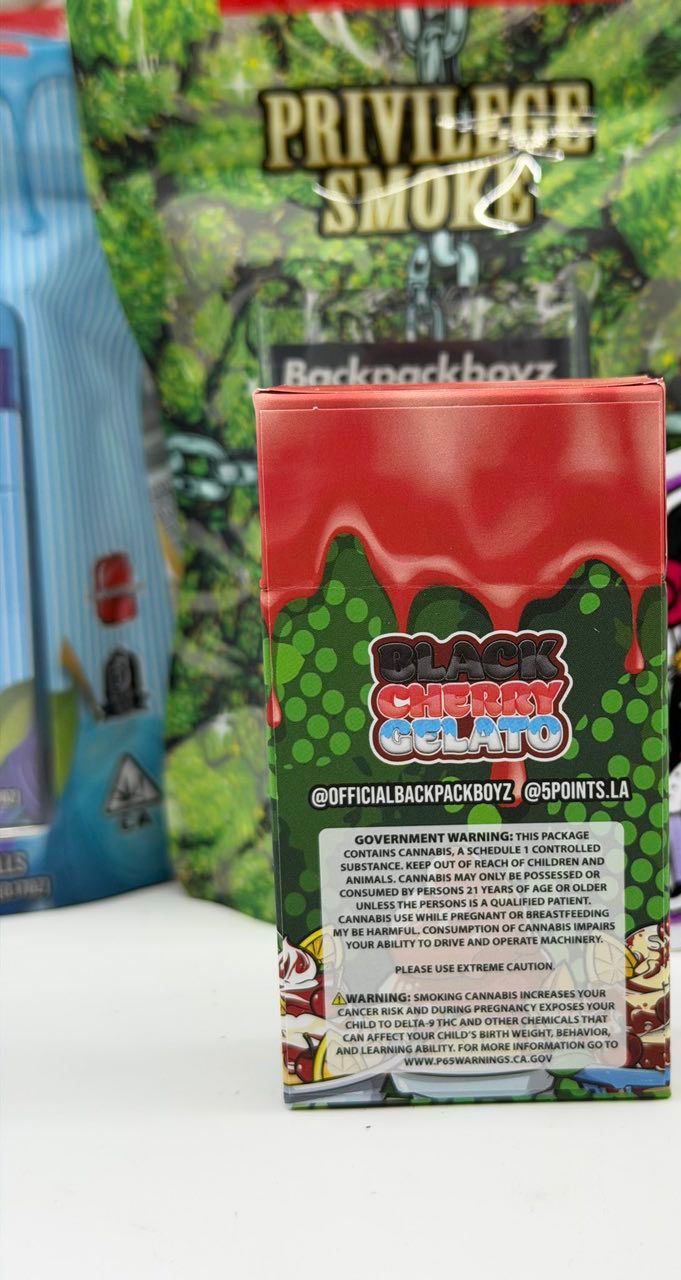 PRIVILEGE
SMOKE
Backpackboyz
BLACK
CHERRY
GELATO
@OFFICIALBACKPACKBOYZ @5POINTS.LA
GOVERNMENT WARNING: THIS PACKAGE
CONTAINS CANNABIS, A SCHEDULE 1 CONTROLLED
SUBSTANCE. KEEP OUT OF REACH OF CHILDREN AND
ANIMALS. CANNABIS MAY ONLY BE POSSESSED OR
CONSUMED BY PERSONS 21 YEARS OF AGE OR OLDER
UNLESS THE PERSONS IS A QUALIFIED PATIENT.
CANNABIS USE WHILE PREGNANT OR BREASTFEEDING
MY BE HARMFUL. CONSUMPTION OF CANNABIS IMPAIRS
YOUR ABILITY TO DRIVE AND OPERATE MACHINERY.
PLEASE USE EXTREME CAUTION.
WARNING: SMOKING CANNABIS INCREASES YOUR
CANCER RISK AND DURING PREGNANCY EXPOSES YOUR
CHILD TO DELTA-9 THC AND OTHER CHEMICALS THAT
CAN AFFECT YOUR CHILD'S BIRTH WEIGHT, BEHAVIOR,
AND LEARNING ABILITY. FOR MORE INFORMATION GO TO
WWW.P65WARNINGS.CA.GOV
CA